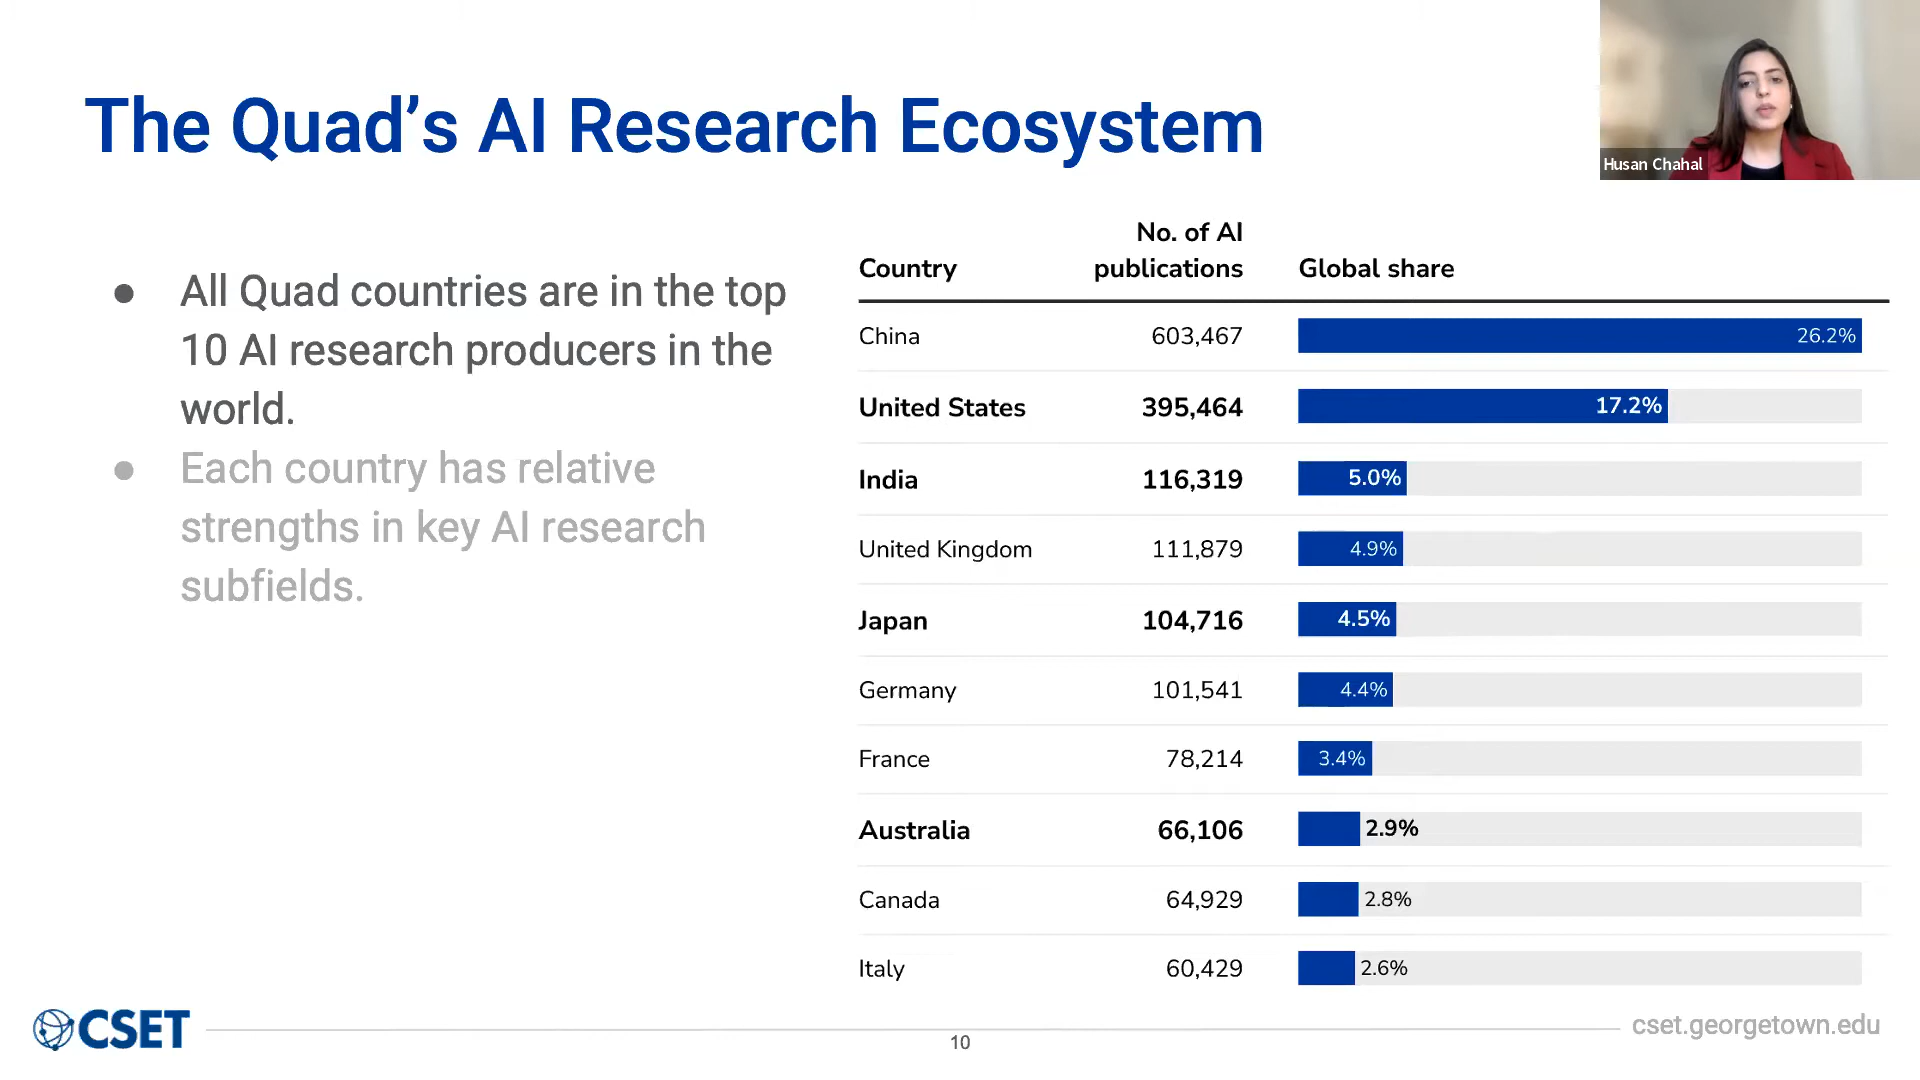 The Quad's AI Research Ecosystem
Husan Chahal
● All Quad countries are in the top
10 AI research producers in the
world.
● Each country has relative
strengths in key AI research
subfields.
No. of AI
Country publications Global share
China 603,467 26.2%
United States 395,464 17.2%
India 116,319 5.0%
United Kingdom 111,879 4.9%
Japan 104,716 4.5%
Germany 101,541 4.4%
France 78,214 3.4%
Australia 66,106 2.9%
Canada 64,929 2.8%
Italy 60,429 2.6%
CSET
10
cset.georgetown.edu